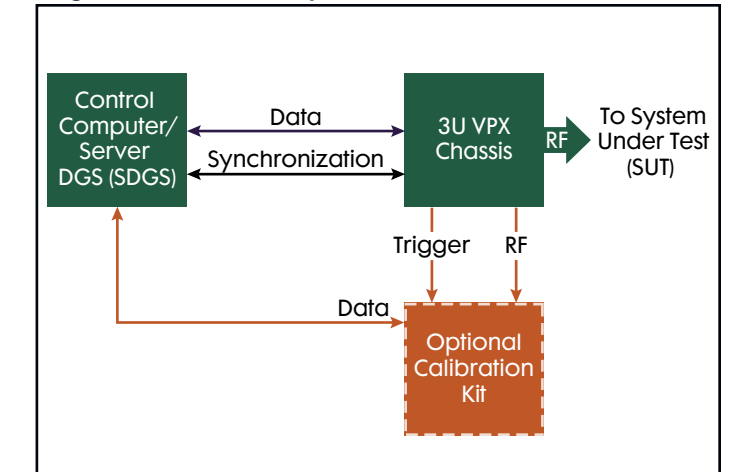 Control
Computer/
Server
DGS (SDGS)
Data
Synchronization
3U VPX
Chassis
RF
To System
Under Test
(SUT)
Trigger
RF
Data
Optional
Calibration
Kit